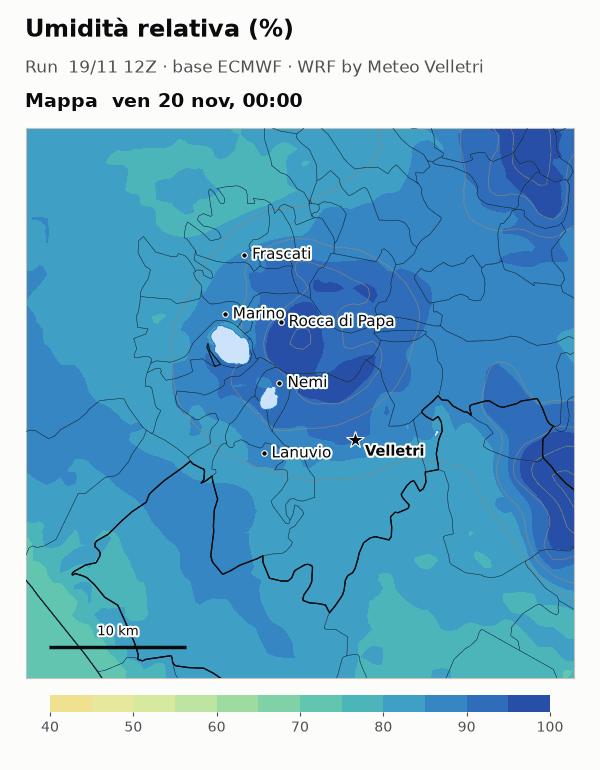 Umidità relativa (%)
Run  19/11 12Z · base ECMWF · WRF by Meteo Velletri
Mappa  ven 20 nov, 00:00
Frascati
Marino
Rocca di Papa
Nemi
Velletri
Lanuvio
10 km
40 50 60 70 80 90 100